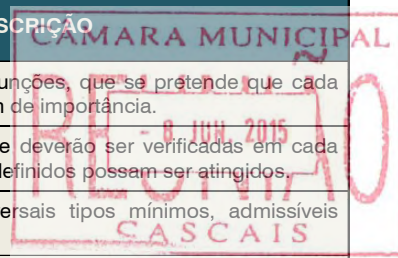 SCRIÇÃO
CÂMARA MUNICIPAL
unções, que se pretende que cada
de importância.
REUNIÃO
- 8. JUN. 2015
deverão ser verificadas em cada
definidos possam ser atingidos.
ersais tipos mínimos, admissíveis
CASCAIS